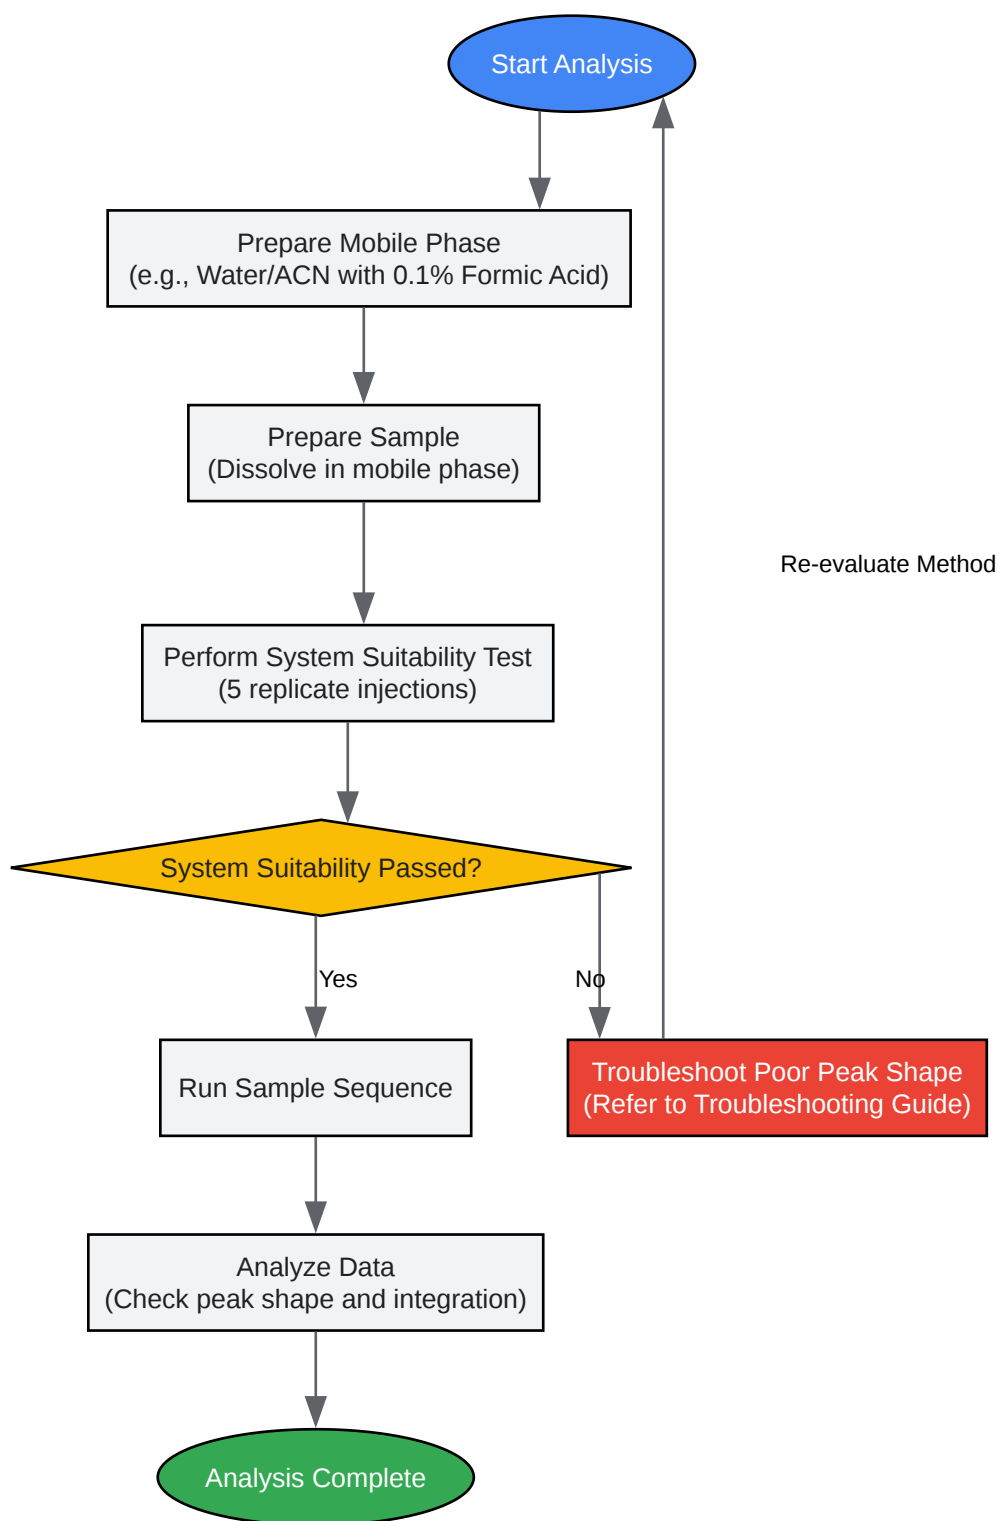 Start Analysis
Prepare Mobile Phase
(e.g., Water/ACN with 0.1% Formic Acid)
Prepare Sample
(Dissolve in mobile phase)
Re-evaluate Method
Perform System Suitability Test
(5 replicate injections)
System Suitability Passed?
Yes
No
Run Sample Sequence
Troubleshoot Poor Peak Shape
(Refer to Troubleshooting Guide)
Analyze Data
(Check peak shape and integration)
Analysis Complete